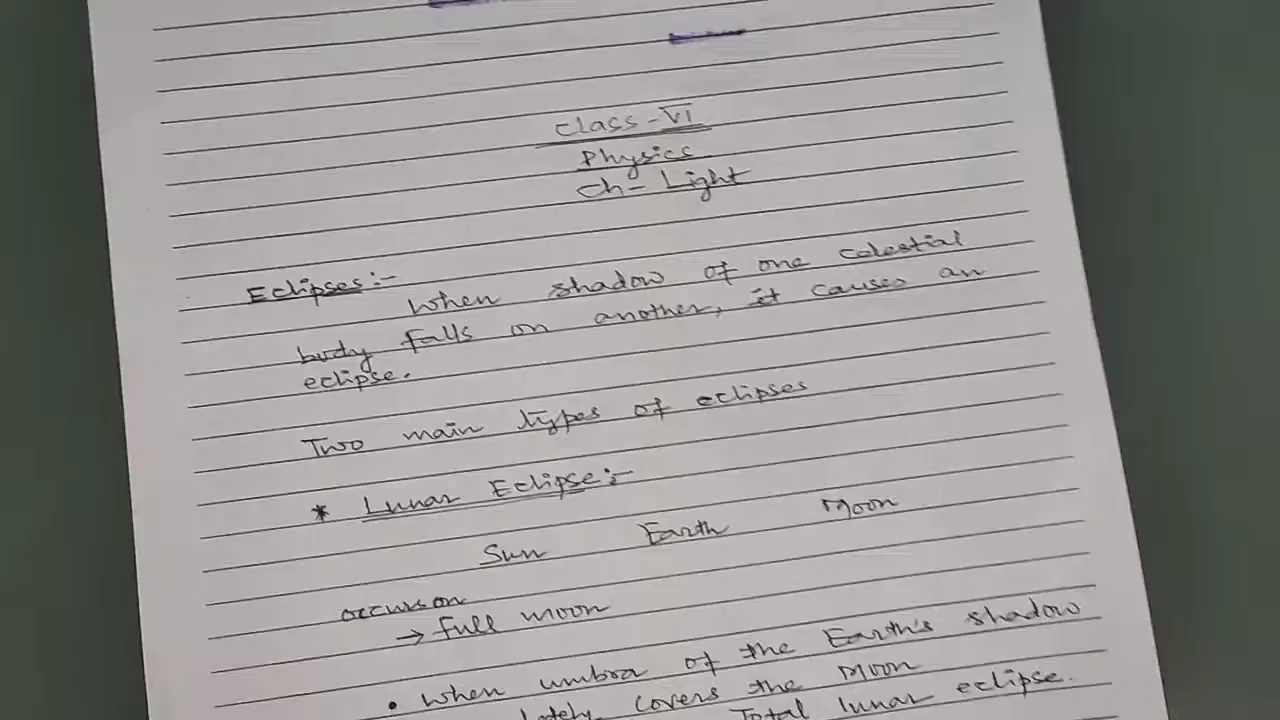 Class-VI
Physics
Ch- Light
Eclipses:-
When shadow of one celestial
body falls on another, it causes an
eclipse.
Two main types of eclipses
* Lunar Eclipse:-
Sun Earth Moon
occurs on
→ full moon
• When umbra of the Earth's shadow
covers the Moon
Total lunar eclipse.